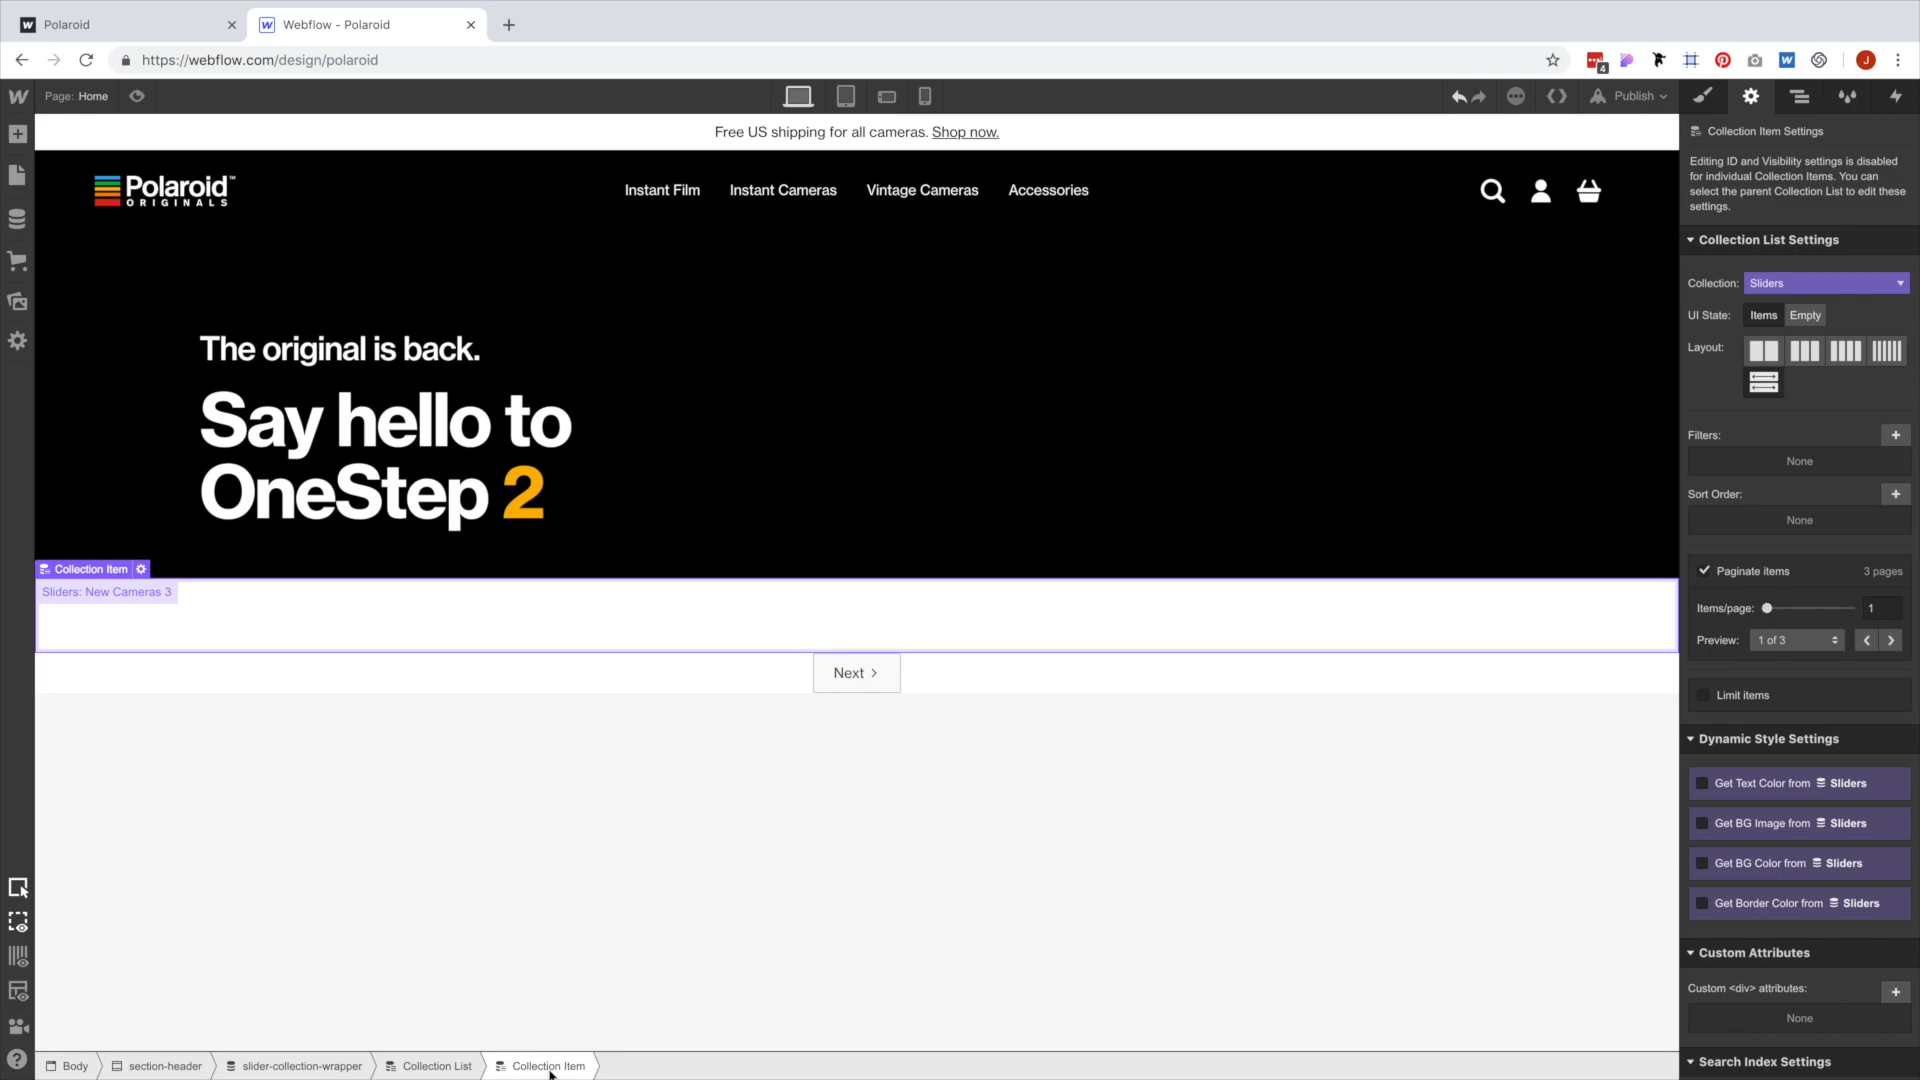 Polaroid
Webflow - Polaroid
https://webflow.com/design/polaroid
4
J
Page: Home
Publish
Free US shipping for all cameras. Shop now.
Polaroid™
ORIGINALS
Instant Film
Instant Cameras
Vintage Cameras
Accessories
The original is back.
Say hello to
OneStep 2
Collection Item
Sliders: New Cameras 3
Next
Body
section-header
slider-collection-wrapper
Collection List
Collection Item
Collection Item Settings
Editing ID and Visibility settings is disabled
for individual Collection Items. You can
select the parent Collection List to edit these
settings.
Collection List Settings
Collection: Sliders
UI State: Items Empty
Layout:
Filters:
None
Sort Order:
None
Paginate items 3 pages
Items/page: 1
Preview: 1 of 3
Limit items
Dynamic Style Settings
Get Text Color from Sliders
Get BG Image from Sliders
Get BG Color from Sliders
Get Border Color from Sliders
Custom Attributes
Custom <div> attributes:
None
Search Index Settings